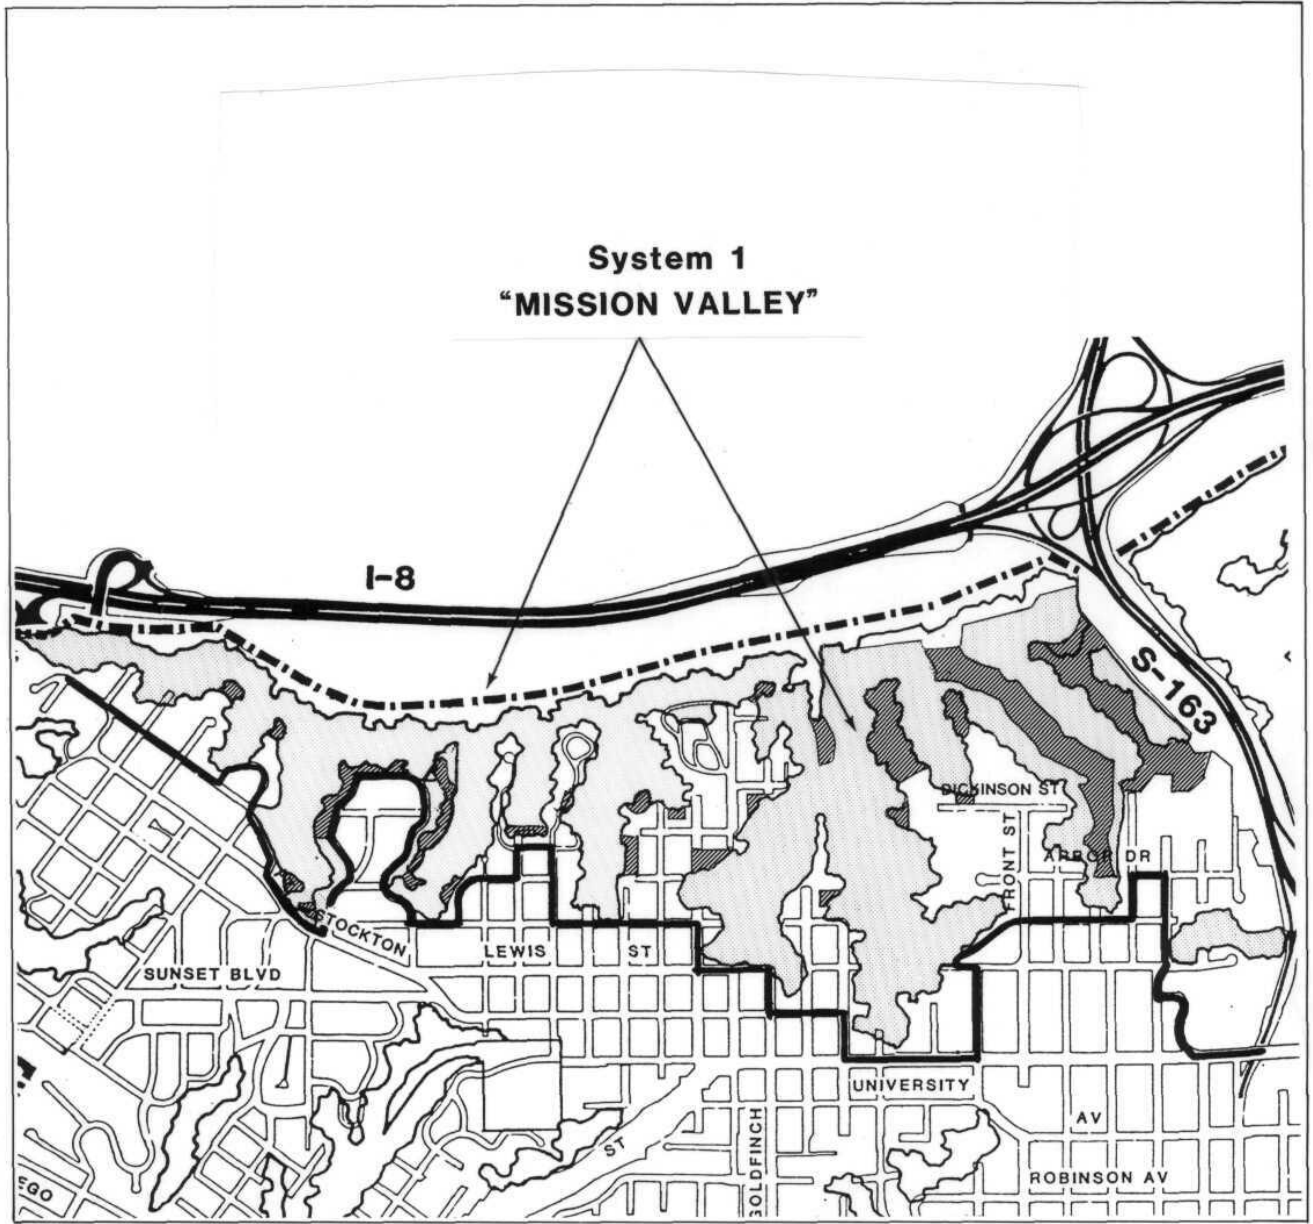 System 1
“MISSION VALLEY”
I-8
S-163
DICKINSON ST
FRONT ST
ARBOR DR
STOCKTON
LEWIS ST
SUNSET BLVD
UNIVERSITY
AV
GOLDFINCH
ST
ROBINSON AV
EGO